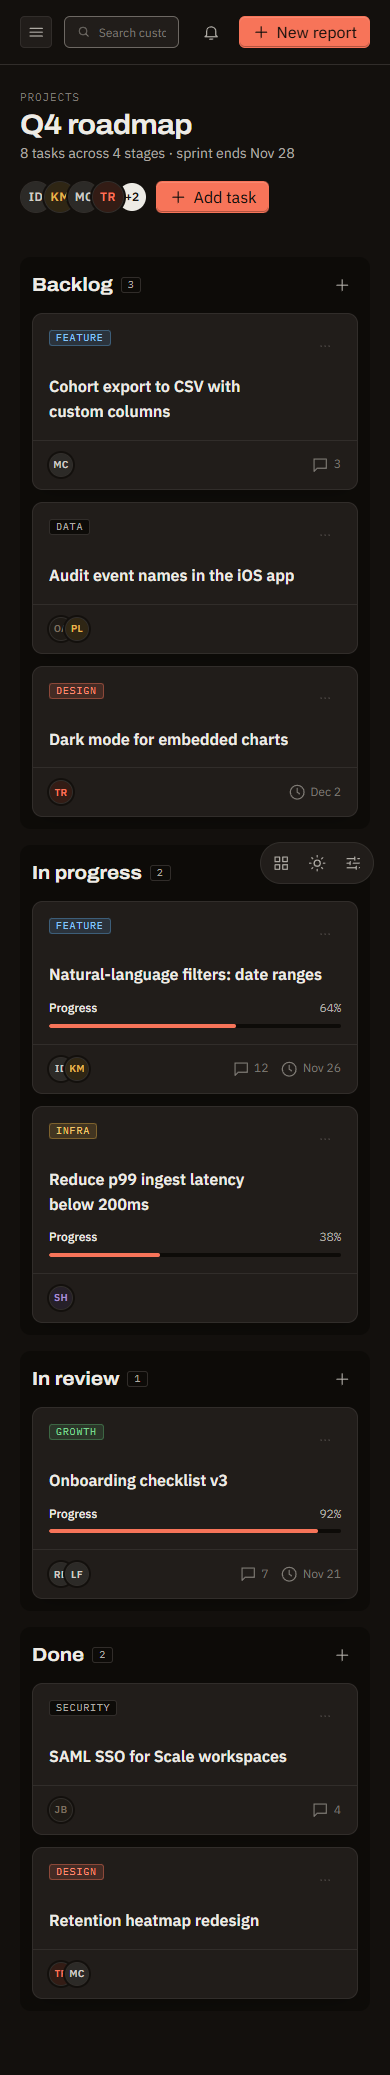 Search custo
New report
PROJECTS
Q4 roadmap
8 tasks across 4 stages · sprint ends Nov 28
ID KM MC TR +2
Add task
Backlog 3
FEATURE
Cohort export to CSV with
custom columns
MC 3
DATA
Audit event names in the iOS app
PL
DESIGN
Dark mode for embedded charts
TR Dec 2
In progress 2
FEATURE
Natural-language filters: date ranges
Progress 64%
KM 12 Nov 26
INFRA
Reduce p99 ingest latency
below 200ms
Progress 38%
SH
In review 1
GROWTH
Onboarding checklist v3
Progress 92%
LF 7 Nov 21
Done 2
SECURITY
SAML SSO for Scale workspaces
JB 4
DESIGN
Retention heatmap redesign
MC